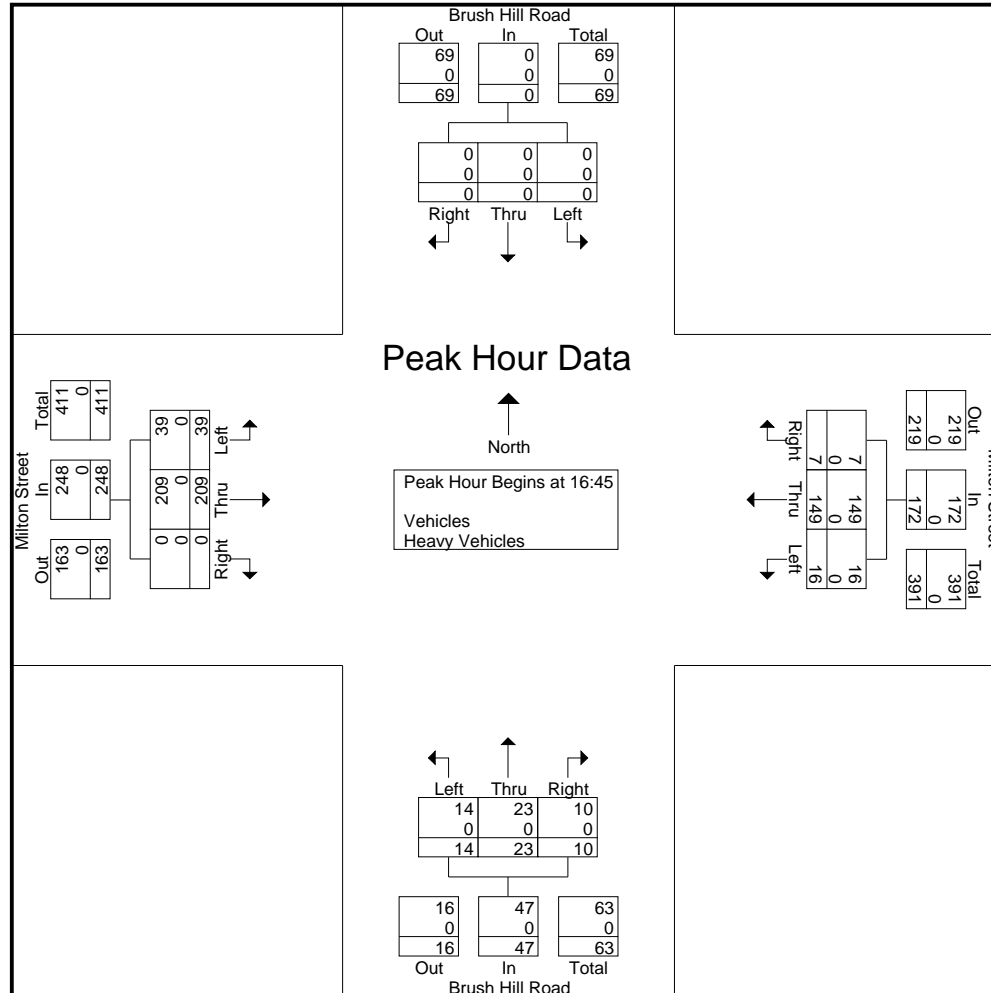 Brush Hill Road
Out In Total
69 0 69
0 0 0
69 0 69
0 0 0
0 0 0
0 0 0
Right Thru Left
Peak Hour Data
North
Peak Hour Begins at 16:45
Vehicles
Heavy Vehicles
Milton Street
Total In Out
411 248 163
0 0 0
411 248 163
39 209 0
0 0 0
39 209 0
Left Thru Right
Out In Total
219 172 391
0 0 0
219 172 391
7 149 16
0 0 0
7 149 16
Right Thru Left
Left Thru Right
14 23 10
0 0 0
14 23 10
16 47 63
0 0 0
16 47 63
Out In Total
Brush Hill Road